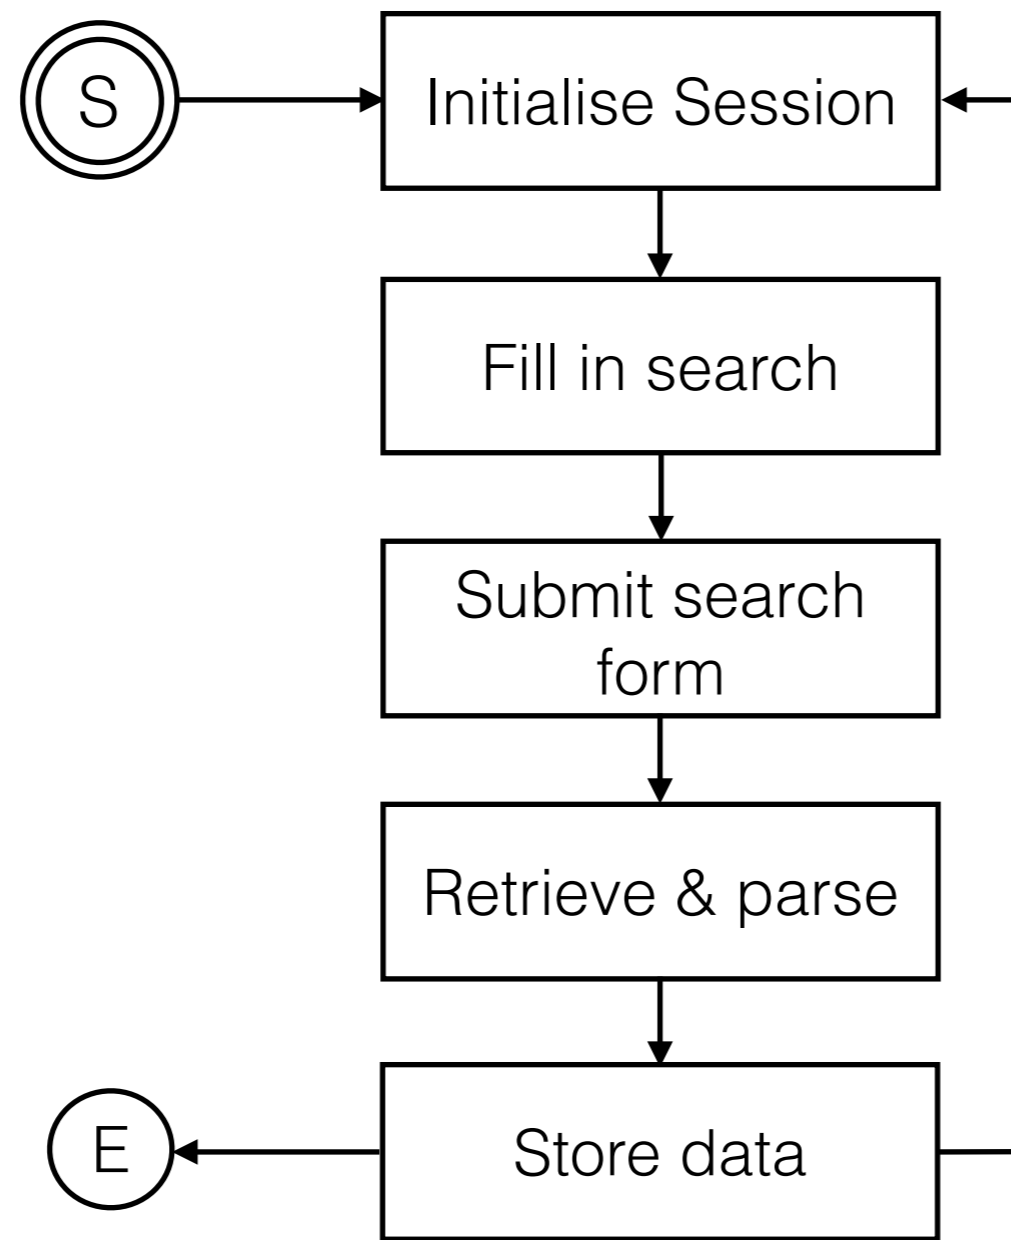 S
Initialise Session
Fill in search
Submit search
form
Retrieve & parse
E
Store data